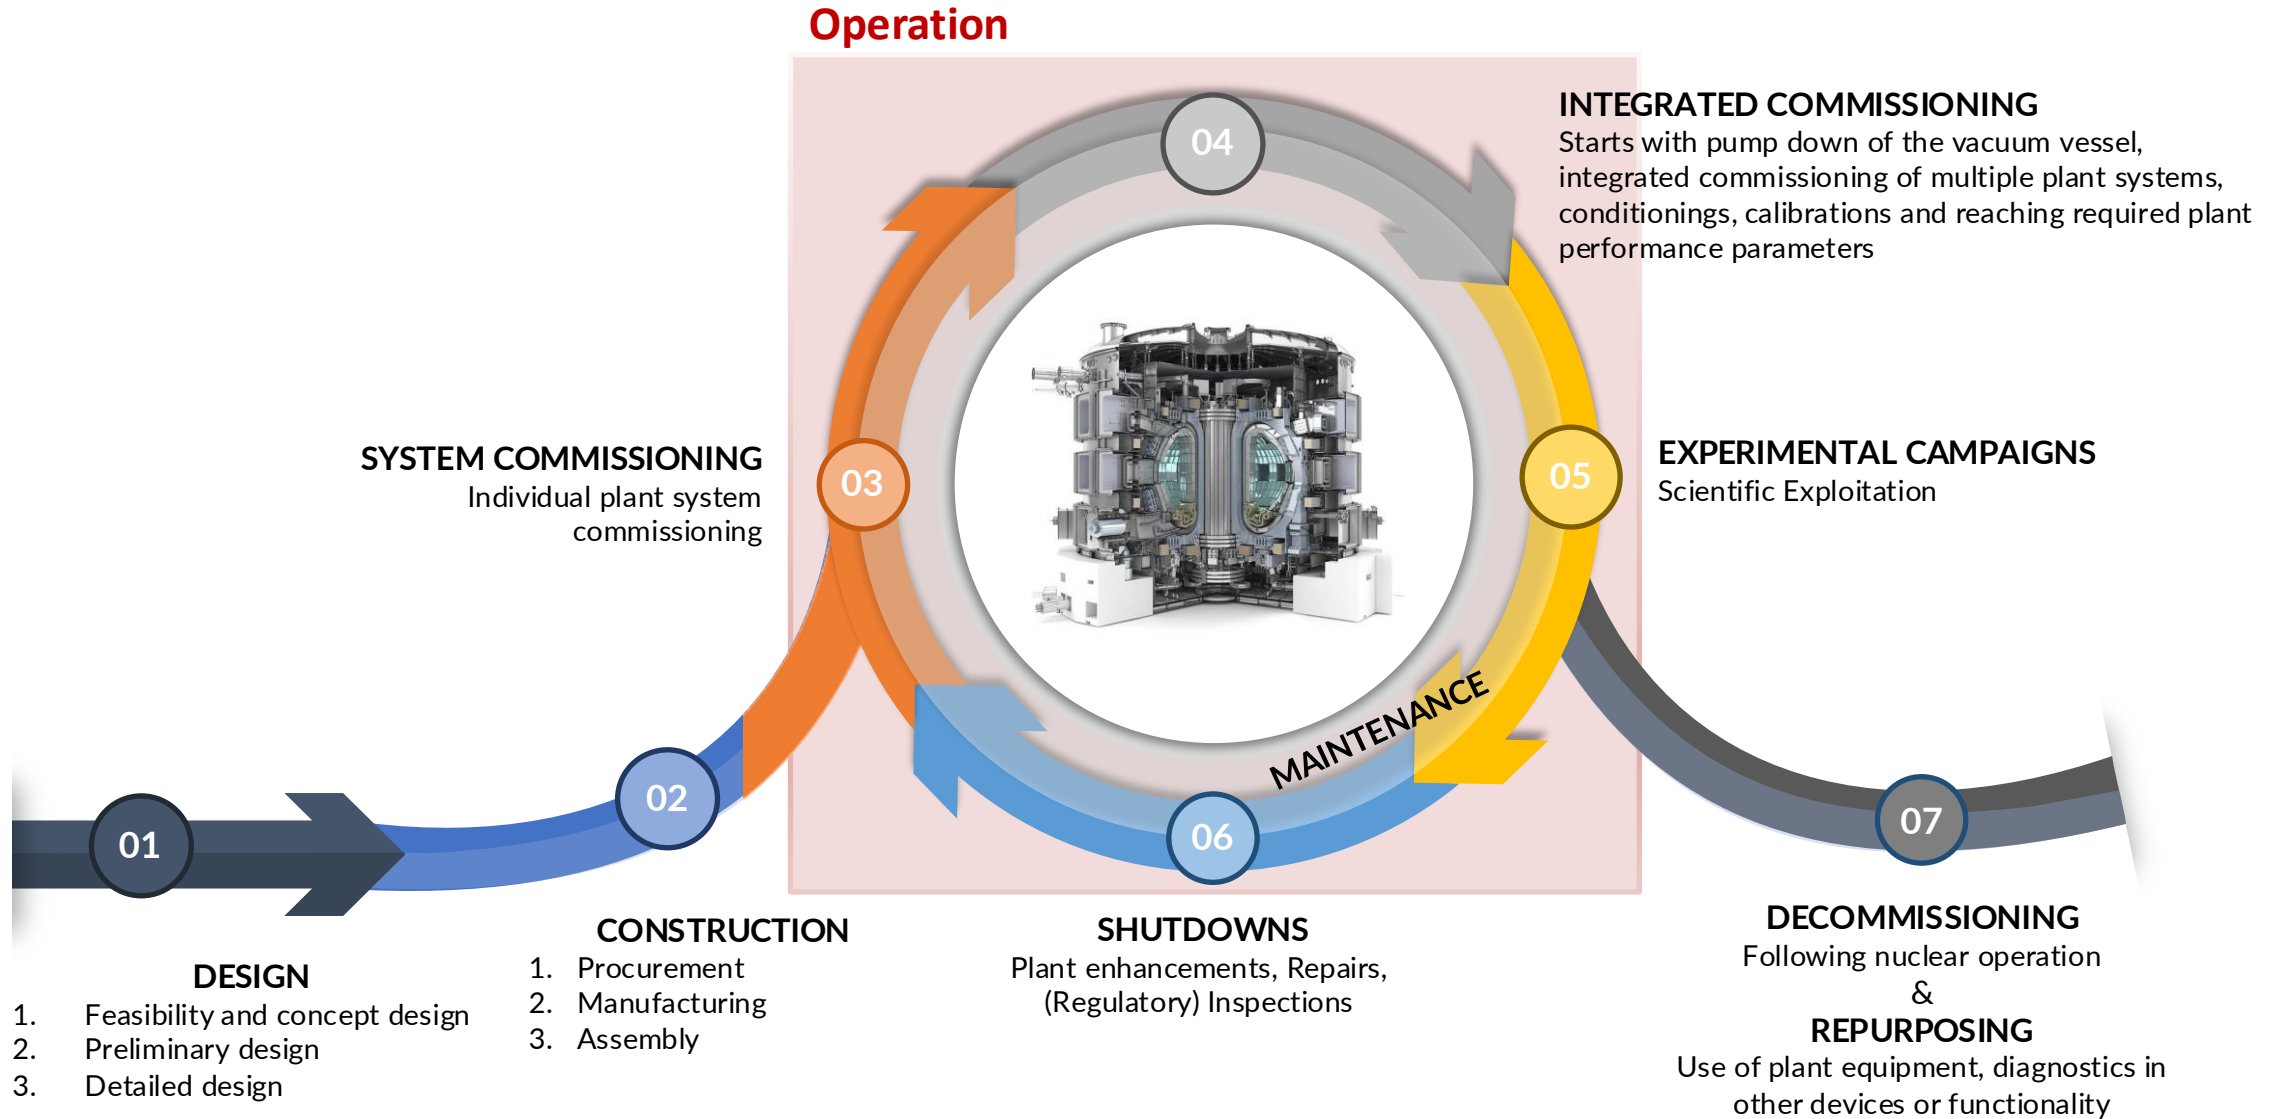 Operation
04
INTEGRATED COMMISSIONING
Starts with pump down of the vacuum vessel,
integrated commissioning of multiple plant systems,
conditionings, calibrations and reaching required plant
performance parameters
SYSTEM COMMISSIONING
Individual plant system
commissioning
03
05
EXPERIMENTAL CAMPAIGNS
Scientific Exploitation
MAINTENANCE
01
02
06
07
DESIGN
1. Feasibility and concept design
2. Preliminary design
3. Detailed design
CONSTRUCTION
1. Procurement
2. Manufacturing
3. Assembly
SHUTDOWNS
Plant enhancements, Repairs,
(Regulatory) Inspections
DECOMMISSIONING
Following nuclear operation
&
REPURPOSING
Use of plant equipment, diagnostics in
other devices or functionality